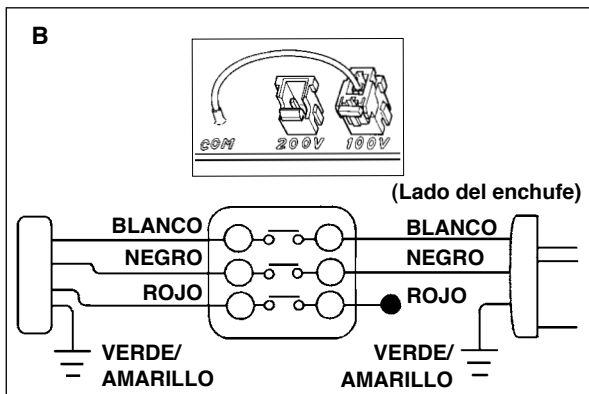 B
COM 200V 100V
(Lado del enchufe)
BLANCO BLANCO
NEGRO NEGRO
ROJO ROJO
VERDE/ VERDE/
AMARILLO AMARILLO